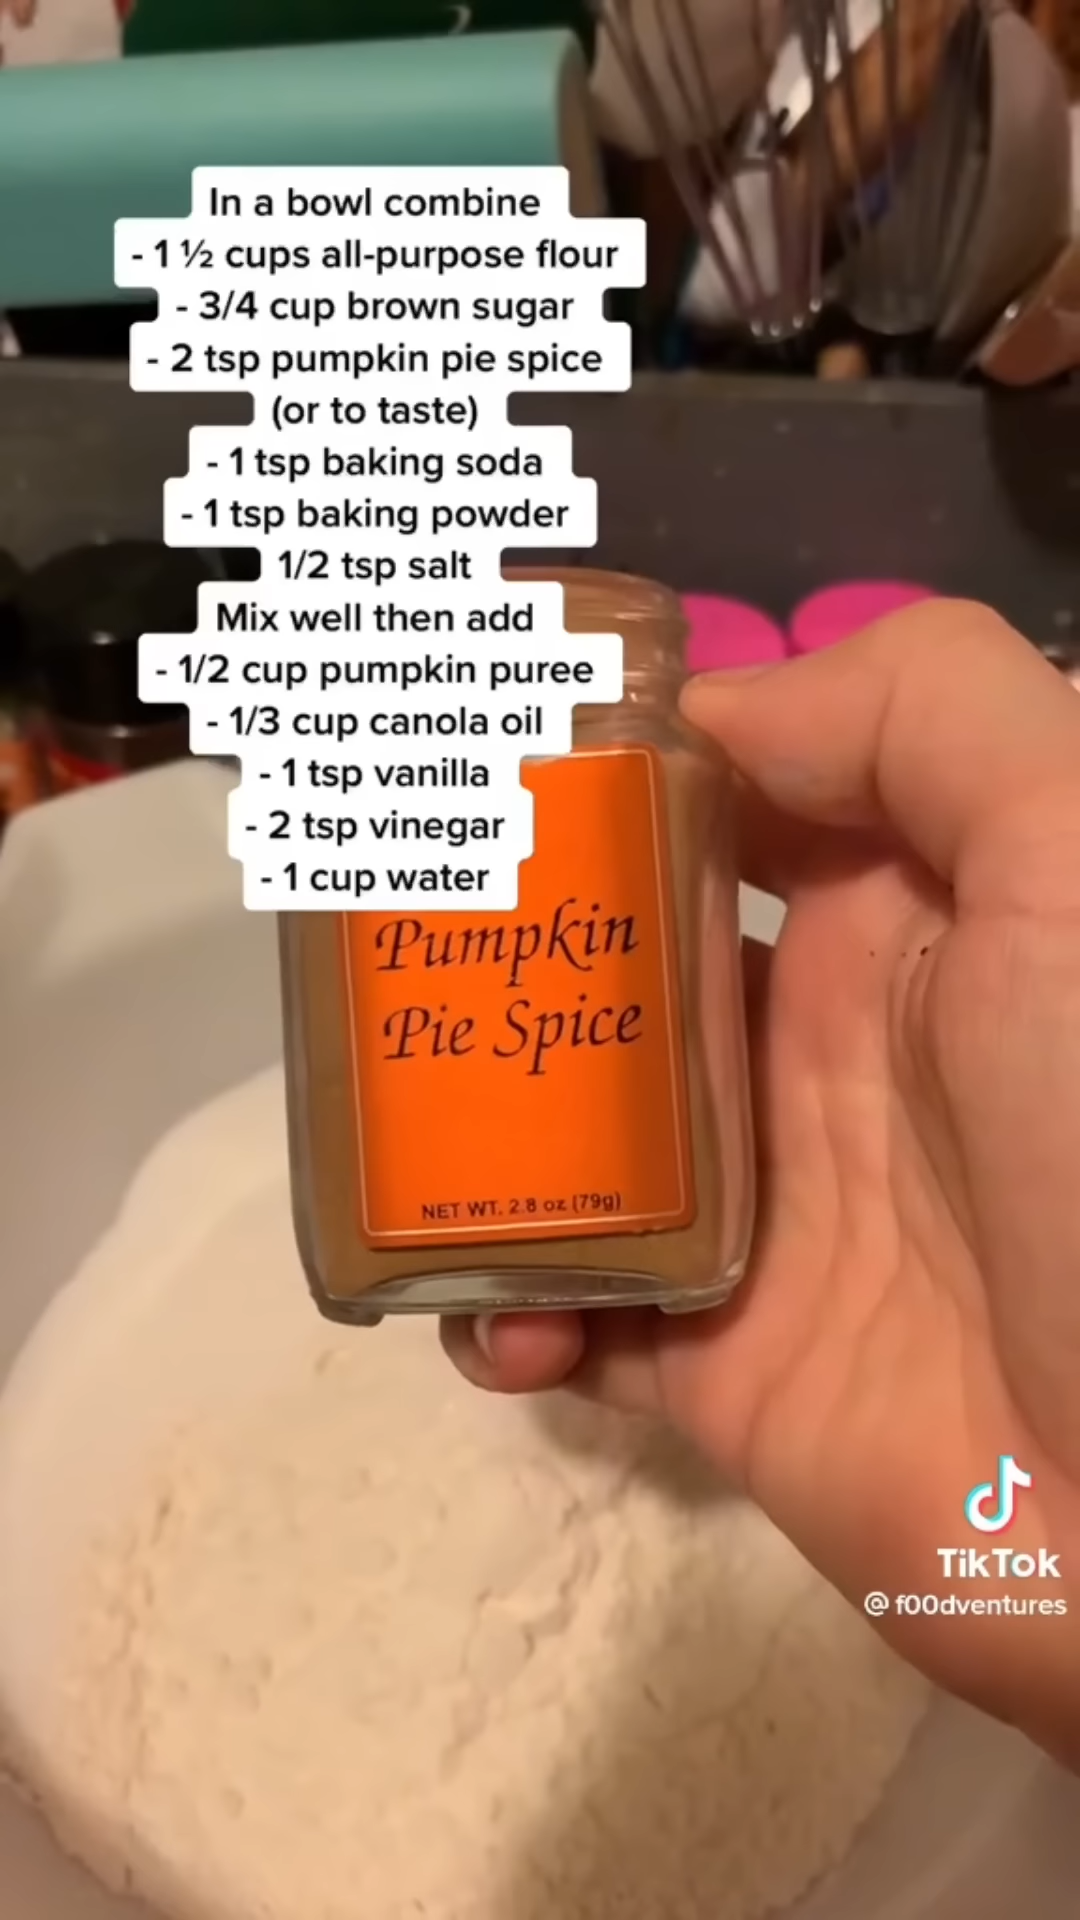 In a bowl combine
- 1 ½ cups all-purpose flour
- 3/4 cup brown sugar
- 2 tsp pumpkin pie spice
(or to taste)
- 1 tsp baking soda
- 1 tsp baking powder
1/2 tsp salt
Mix well then add
- 1/2 cup pumpkin puree
- 1/3 cup canola oil
- 1 tsp vanilla
- 2 tsp vinegar
- 1 cup water
Pumpkin
Pie Spice
NET WT. 2.8 oz (79g)
TikTok
@f00dventures